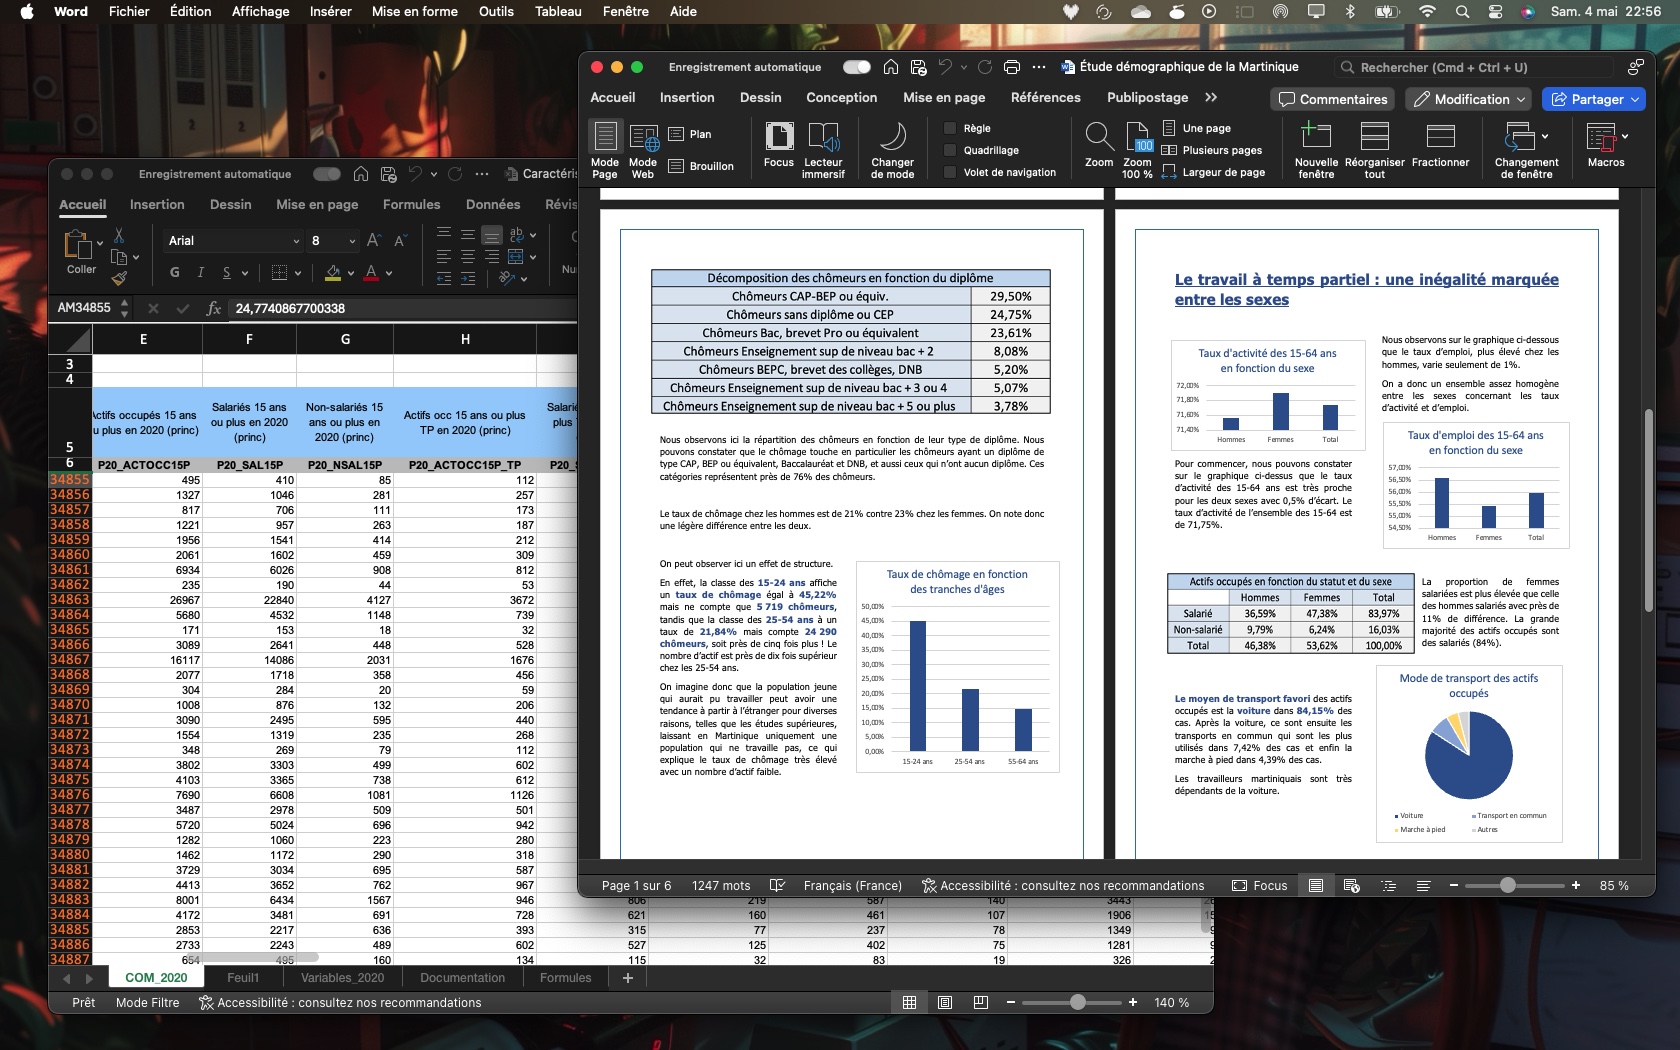 Word Fichier Édition Affichage Insérer Mise en forme Outils Tableau Fenêtre Aide
Sam. 4 mai 22:56
Enregistrement automatique
Étude démographique de la Martinique
Rechercher (Cmd + Ctrl + U)
Accueil Insertion Dessin Conception Mise en page Références Publipostage
Commentaires Modification Partager
Mode Page
Mode Web
Plan
Brouillon
Focus
Lecteur immersif
Changer de mode
Règle
Quadrillage
Volet de navigation
Zoom
Zoom 100 %
100
Une page
Plusieurs pages
Largeur de page
Nouvelle fenêtre
Réorganiser tout
Fractionner
Changement de fenêtre
Macros
Décomposition des chômeurs en fonction du diplôme
Chômeurs CAP-BEP ou équiv. 29,50%
Chômeurs sans diplôme ou CEP 24,75%
Chômeurs Bac, brevet Pro ou équivalent 23,61%
Chômeurs Enseignement sup de niveau bac + 2 8,08%
Chômeurs BEPC, brevet des collèges, DNB 5,20%
Chômeurs Enseignement sup de niveau bac + 3 ou 4 5,07%
Chômeurs Enseignement sup de niveau bac + 5 ou plus 3,78%
Nous observons ici la répartition des chômeurs en fonction de leur type de diplôme. Nous
pouvons constater que le chômage touche en particulier les chômeurs ayant un diplôme de
type CAP, BEP ou équivalent, Baccalauréat et DNB, et aussi ceux qui n'ont aucun diplôme. Ces
catégories représentent près de 76% des chômeurs.
Le taux de chômage chez les hommes est de 21% contre 23% chez les femmes. On note donc
une légère différence entre les deux.
On peut observer ici un effet de structure.
En effet, la classe des 15-24 ans affiche
un taux de chômage égal à 45,22%
mais ne compte que 5 719 chômeurs,
tandis que la classe des 25-54 ans à un
taux de 21,84% mais compte 24 290
chômeurs, soit près de cinq fois plus ! Le
nombre d'actif est près de dix fois supérieur
chez les 25-54 ans.
On imagine donc que la population jeune
qui aurait pu travailler peut avoir une
tendance à partir à l'étranger pour diverses
raisons, telles que les études supérieures,
laissant en Martinique uniquement une
population qui ne travaille pas, ce qui
explique le taux de chômage très élevé
avec un nombre d'actif faible.
Taux de chômage en fonction
des tranches d'âges
50,00%
45,00%
40,00%
35,00%
30,00%
25,00%
20,00%
15,00%
10,00%
5,00%
0,00%
15-24 ans 25-54 ans 55-64 ans
Le travail à temps partiel : une inégalité marquée
entre les sexes
Taux d'activité des 15-64 ans
en fonction du sexe
72,00%
71,80%
71,60%
71,40%
Hommes Femmes Total
Nous observons sur le graphique ci-dessous
que le taux d'emploi, plus élevé chez les
hommes, varie seulement de 1%.
On a donc un ensemble assez homogène
entre les sexes concernant les taux
d'activité et d'emploi.
Pour commencer, nous pouvons constater
sur le graphique ci-dessus que le taux
d'activité des 15-64 ans est très proche
pour les deux sexes avec 0,5% d'écart. Le
taux d'activité de l'ensemble des 15-64 est
de 71,75%.
Taux d'emploi des 15-64 ans
en fonction du sexe
57,00%
56,50%
56,00%
55,50%
55,00%
54,50%
Hommes Femmes Total
Actifs occupés en fonction du statut et du sexe
Hommes Femmes Total
Salarié 36,59% 47,38% 83,97%
Non-salarié 9,79% 6,24% 16,03%
Total 46,38% 53,62% 100,00%
La proportion de femmes
salariées est plus élevée que celle
des hommes salariés avec près de
11% de différence. La grande
majorité des actifs occupés sont
des salariés (84%).
Le moyen de transport favori des actifs
occupés est la voiture dans 84,15% des
cas. Après la voiture, ce sont ensuite les
transports en commun qui sont les plus
utilisés dans 7,42% des cas et enfin la
marche à pied dans 4,39% des cas.
Les travailleurs martiniquais sont très
dépendants de la voiture.
Mode de transport des actifs
occupés
Voiture Transport en commun
Marche à pied Autres
Page 1 sur 6 1247 mots Français (France) Accessibilité : consultez nos recommandations Focus 85 %
Enregistrement automatique
Caractéris
Accueil Insertion Dessin Mise en page Formules Données Révis
Coller
Arial 8
G I S
Nu
AM34855 fx 24,7740867700338
E F G H
3
4
5 Actifs occupés 15 ans u plus en 2020 (princ) Salariés 15 ans ou plus en 2020 (princ) Non-salariés 15 ans ou plus en 2020 (princ) Actifs occ 15 ans ou plus TP en 2020 (princ) Salarié plus
6 P20_ACTOCC15P P20_SAL15P P20_NSAL15P P20_ACTOCC15P_TP P20_S
34855 495 410 85 112
34856 1327 1046 281 257
34857 817 706 111 173
34858 1221 957 263 187
34859 1956 1541 414 212
34860 2061 1602 459 309
34861 6934 6026 908 812
34862 235 190 44 53
34863 26967 22840 4127 3672
34864 5680 4532 1148 739
34865 171 153 18 32
34866 3089 2641 448 528
34867 16117 14086 2031 1676
34868 2077 1718 358 456
34869 304 284 20 59
34870 1008 876 132 206
34871 3090 2495 595 440
34872 1554 1319 235 268
34873 348 269 79 112
34874 3802 3303 499 602
34875 4103 3365 738 612
34876 7690 6608 1081 1126
34877 3487 2978 509 501
34878 5720 5024 696 942
34879 1282 1060 223 280
34880 1462 1172 290 318
34881 3729 3034 695 587
34882 4413 3652 762 967
34883 8001 6434 1567 946 806 219 587 140 3443
34884 4172 3481 691 728 621 160 461 107 1906
34885 2853 2217 636 393 315 77 237 78 1349
34886 2733 2243 489 602 527 125 402 75 1281
34887 654 495 160 134 115 32 83 19 326
COM_2020 Feuil1 Variables_2020 Documentation Formules +
Prêt Mode Filtre Accessibilité : consultez nos recommandations 140 %